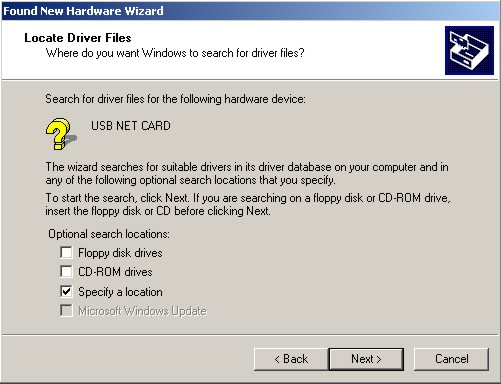 Found New Hardware Wizard
Locate Driver Files
Where do you want Windows to search for driver files?
Search for driver files for the following hardware device:
USB NET CARD
The wizard searches for suitable drivers in its driver database on your computer and in
any of the following optional search locations that you specify.
To start the search, click Next. If you are searching on a floppy disk or CD-ROM drive,
insert the floppy disk or CD before clicking Next.
Optional search locations:
Floppy disk drives
CD-ROM drives
Specify a location
Microsoft Windows Update
< Back
Next >
Cancel